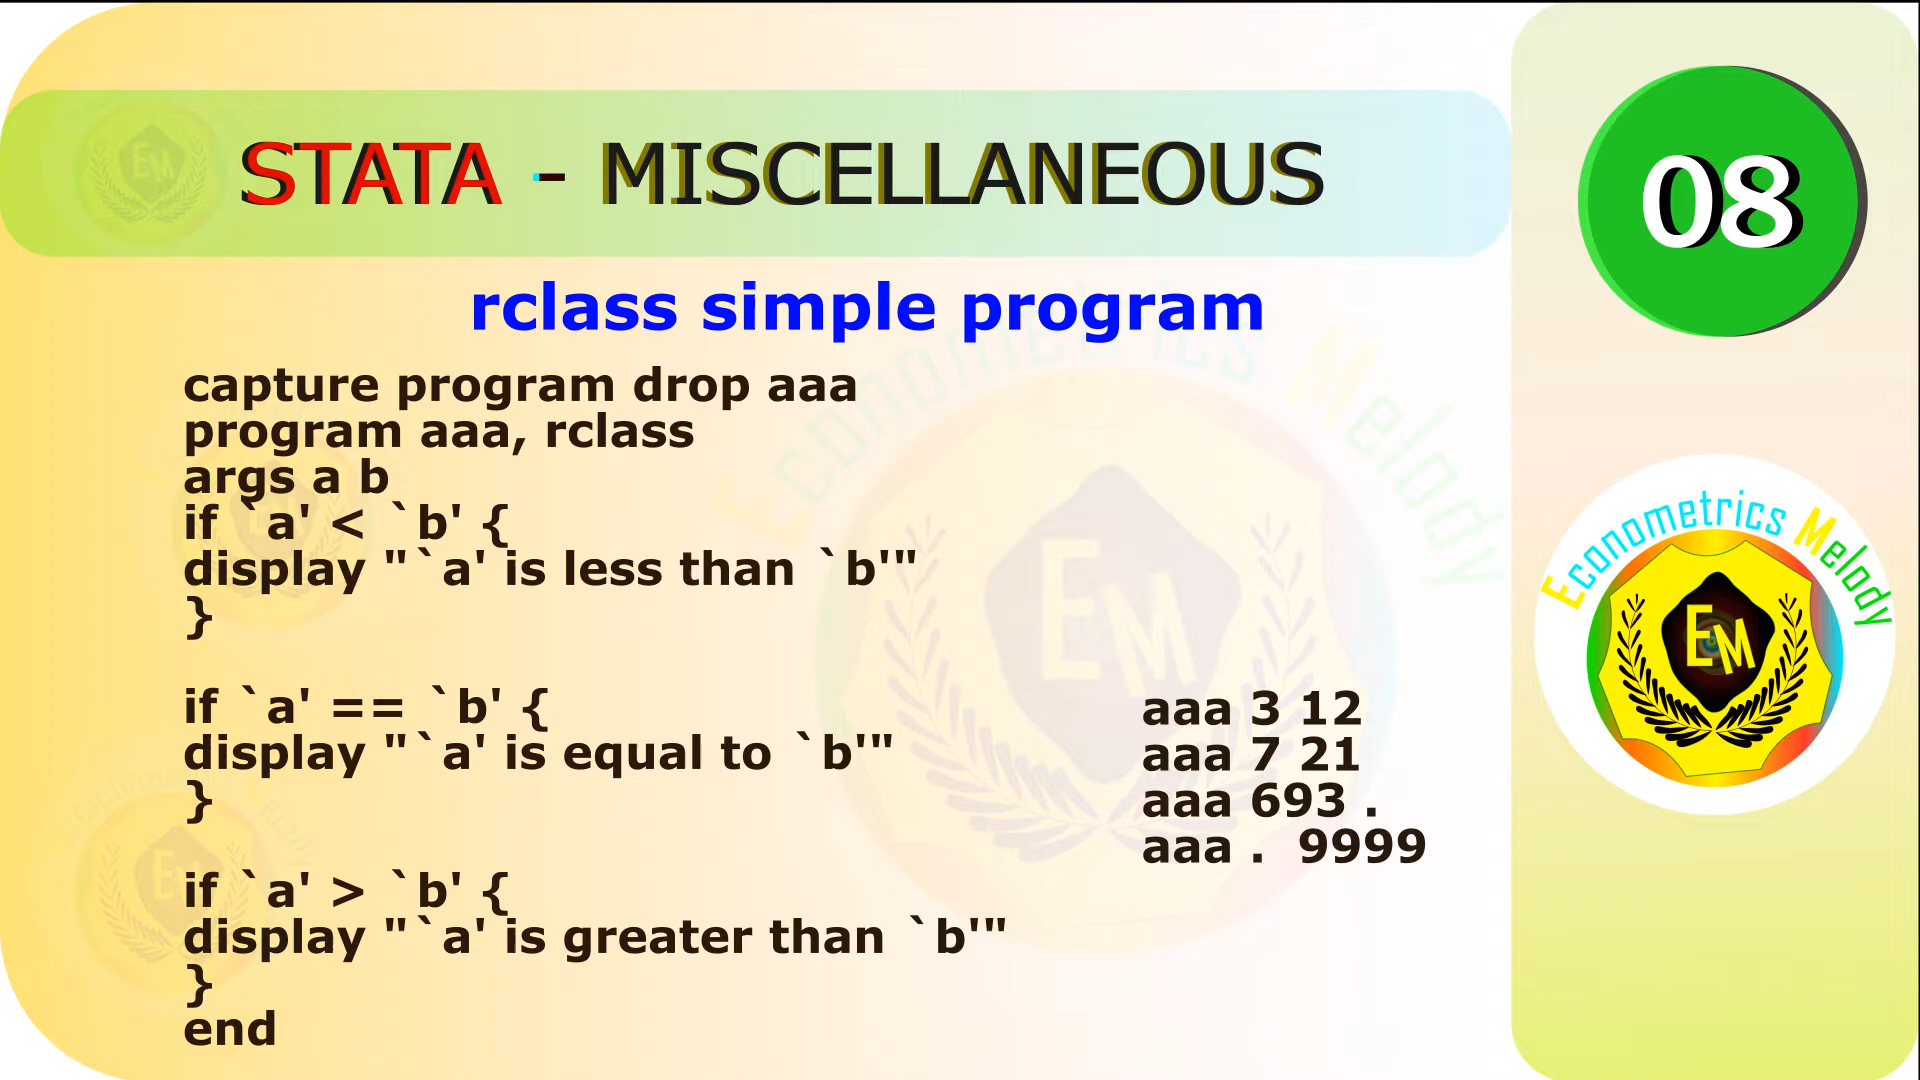 STATA - MISCELLANEOUS
08
rclass simple program
capture program drop aaa
program aaa, rclass
args a b
if `a' < `b' {
display "`a' is less than `b'"
}
if `a' == `b' {
display "`a' is equal to `b'"
}
if `a' > `b' {
display "`a' is greater than `b'"
}
end
aaa 3 12
aaa 7 21
aaa 693 .
aaa .  9999
Econometrics Melody
EM